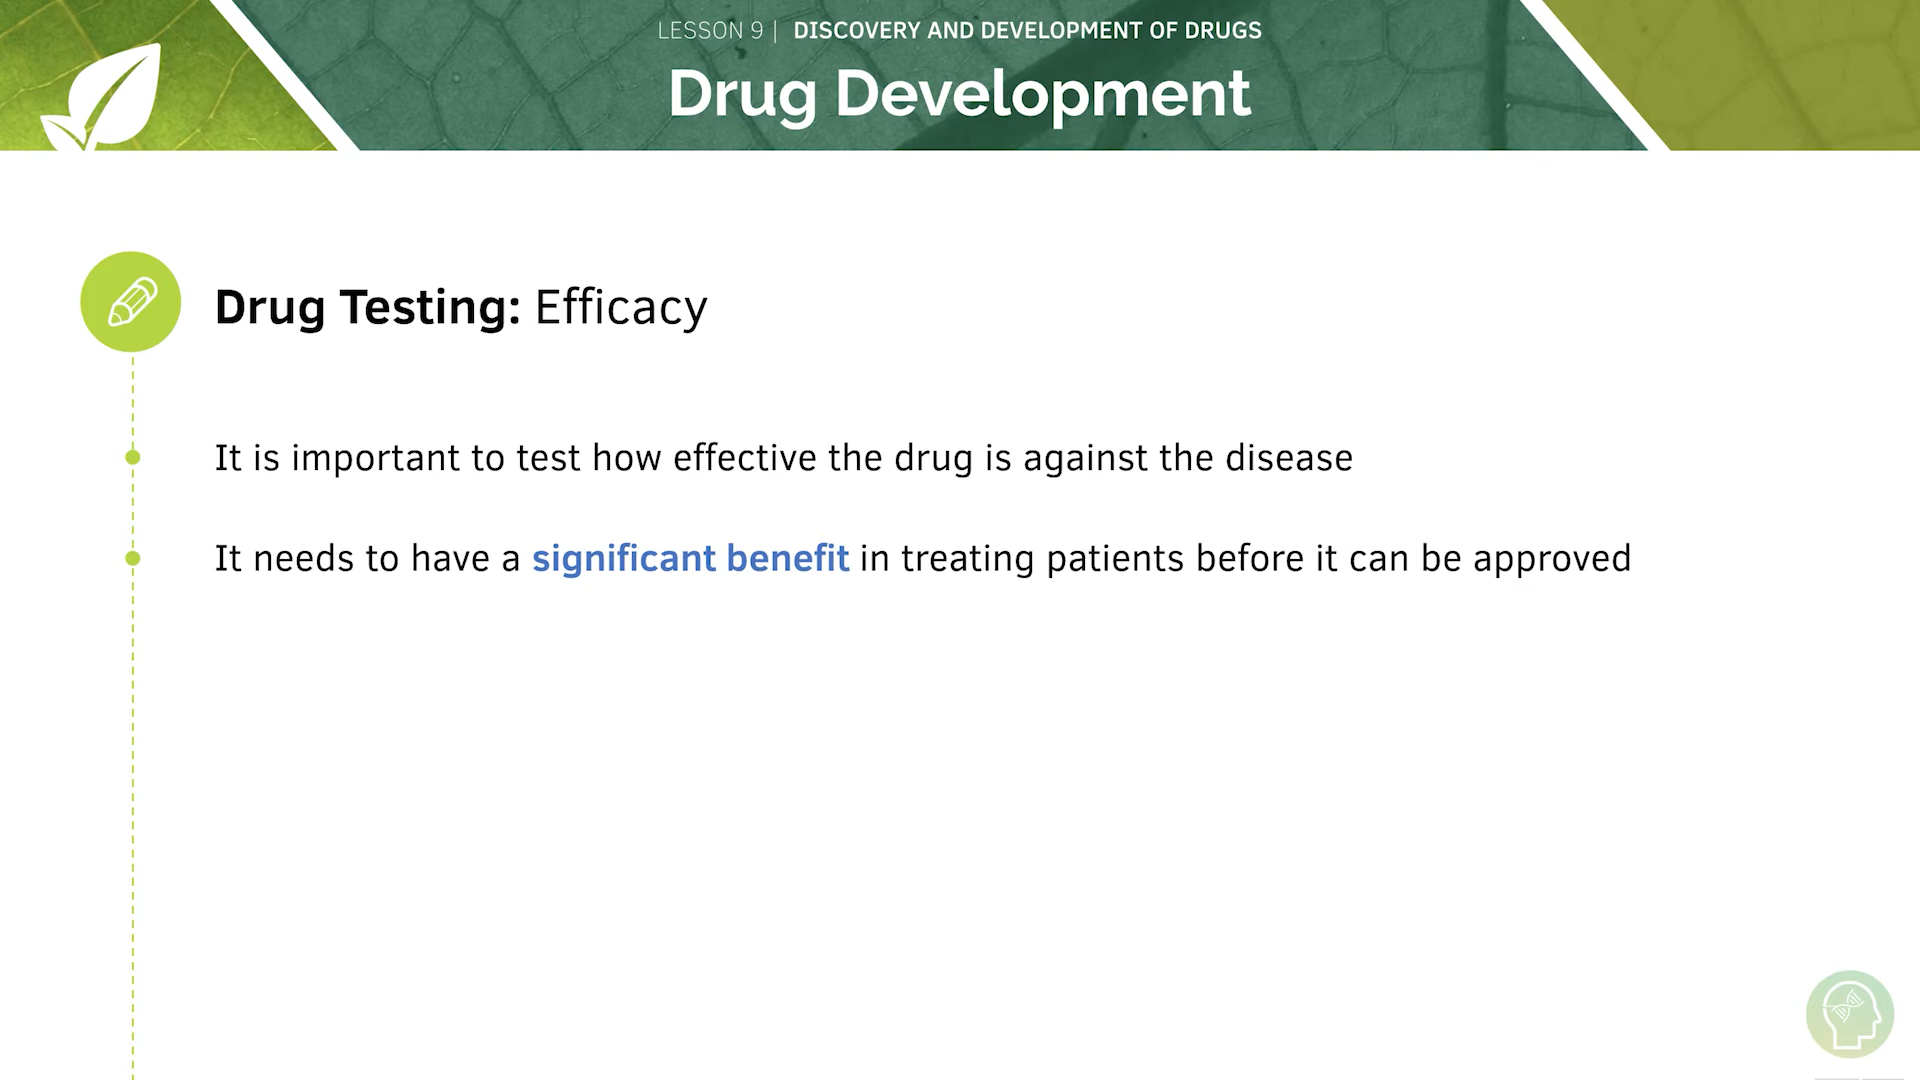 LESSON 9 | DISCOVERY AND DEVELOPMENT OF DRUGS
Drug Development
Drug Testing: Efficacy
It is important to test how effective the drug is against the disease
It needs to have a significant benefit in treating patients before it can be approved